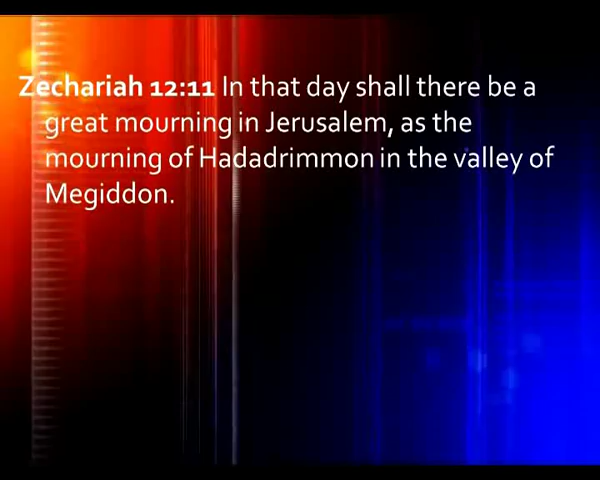 Zechariah 12:11 In that day shall there be a
great mourning in Jerusalem, as the
mourning of Hadadrimmon in the valley of
Megiddon.